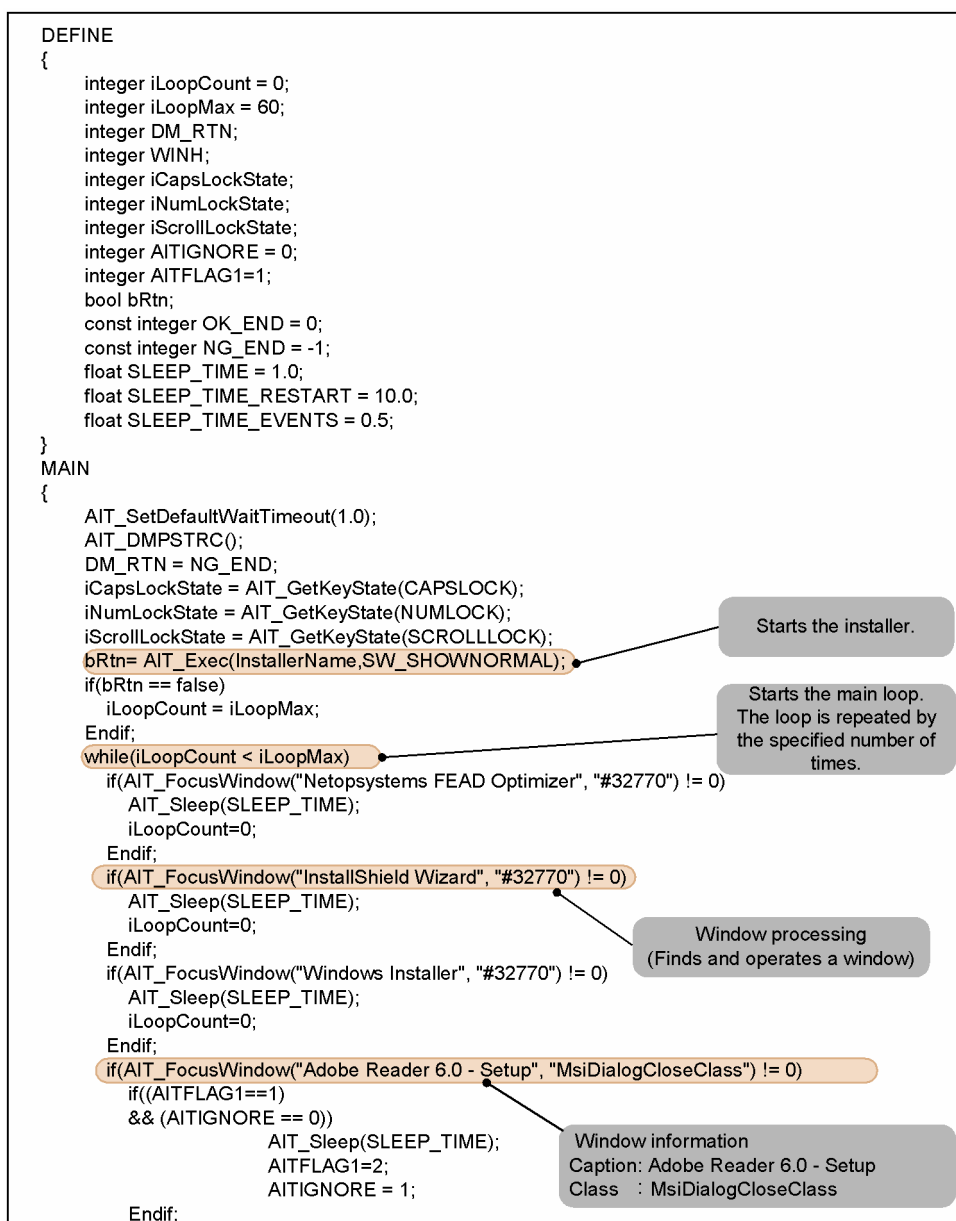 DEFINE
{
integer iLoopCount = 0;
integer iLoopMax = 60;
integer DM_RTN;
integer WINH;
integer iCapsLockState;
integer iNumLockState;
integer iScrollLockState;
integer AITIGNORE = 0;
integer AITFLAG1=1;
bool bRtn;
const integer OK_END = 0;
const integer NG_END = -1;
float SLEEP_TIME = 1.0;
float SLEEP_TIME_RESTART = 10.0;
float SLEEP_TIME_EVENTS = 0.5;
}
MAIN
{
AIT_SetDefaultWaitTimeout(1.0);
AIT_DMPSTRC();
DM_RTN = NG_END;
iCapsLockState = AIT_GetKeyState(CAPSLOCK);
iNumLockState = AIT_GetKeyState(NUMLOCK);
iScrollLockState = AIT_GetKeyState(SCROLLLOCK);
bRtn= AIT_Exec(InstallerName,SW_SHOWNORMAL);
Starts the installer.
if(bRtn == false)
iLoopCount = iLoopMax;
Endif;
while(iLoopCount < iLoopMax)
Starts the main loop.
The loop is repeated by
the specified number of
times.
if(AIT_FocusWindow("Netopsystems FEAD Optimizer", "#32770") != 0)
AIT_Sleep(SLEEP_TIME);
iLoopCount=0;
Endif;
if(AIT_FocusWindow("InstallShield Wizard", "#32770") != 0)
AIT_Sleep(SLEEP_TIME);
iLoopCount=0;
Endif;
Window processing
(Finds and operates a window)
if(AIT_FocusWindow("Windows Installer", "#32770") != 0)
AIT_Sleep(SLEEP_TIME);
iLoopCount=0;
Endif;
if(AIT_FocusWindow("Adobe Reader 6.0 - Setup", "MsiDialogCloseClass") != 0)
if((AITFLAG1==1)
&& (AITIGNORE == 0))
AIT_Sleep(SLEEP_TIME);
AITFLAG1=2;
AITIGNORE = 1;
Endif;
Window information
Caption: Adobe Reader 6.0 - Setup
Class : MsiDialogCloseClass